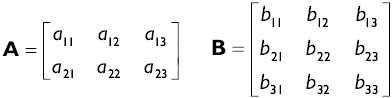 A = [a₁₁ a₁₂ a₁₃
a₂₁ a₂₂ a₂₃]
B = [b₁₁ b₁₂ b₁₃
b₂₁ b₂₂ b₂₃
b₃₁ b₃₂ b₃₃]